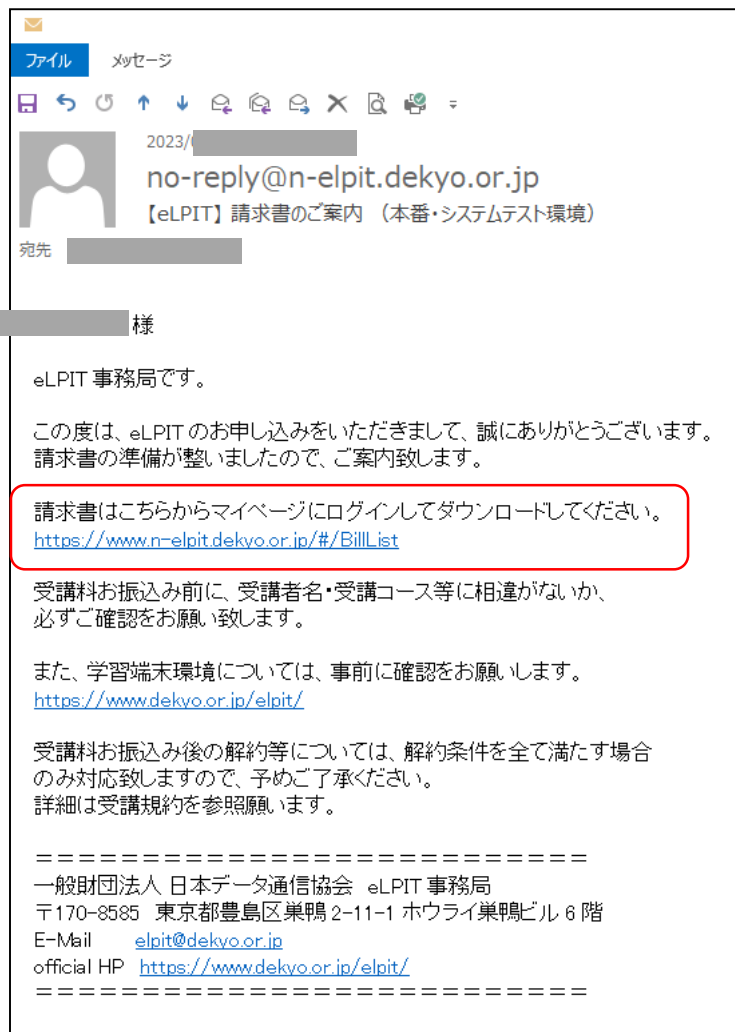 ファイル メッセージ
2023/
no-reply@n-elpit.dekyo.or.jp
【eLPIT】 請求書のご案内 （本番・システムテスト環境）
宛先
様
eLPIT 事務局です。
この度は、eLPIT のお申し込みをいただきまして、誠にありがとうございます。
請求書の準備が整いましたので、ご案内致します。
請求書はこちらからマイページにログインしてダウンロードしてください。
https://www.n-elpit.dekyo.or.jp/#/BillList
受講料お振込み前に、受講者名・受講コース等に相違がないか、
必ずご確認をお願い致します。
また、学習端末環境については、事前に確認をお願いします。
https://www.dekyo.or.jp/elpit/
受講料お振込み後の解約等については、解約条件を全て満たす場合
のみ対応致しますので、予めご了承ください。
詳細は受講規約を参照願います。
＝＝＝＝＝＝＝＝＝＝＝＝＝＝＝＝＝＝＝＝＝＝＝＝＝＝
一般財団法人 日本データ通信協会 eLPIT 事務局
〒170-8585 東京都豊島区巣鴨 2-11-1 ホウライ巣鴨ビル 6 階
E-Mail elpit@dekyo.or.jp
official HP https://www.dekyo.or.jp/elpit/
＝＝＝＝＝＝＝＝＝＝＝＝＝＝＝＝＝＝＝＝＝＝＝＝＝＝